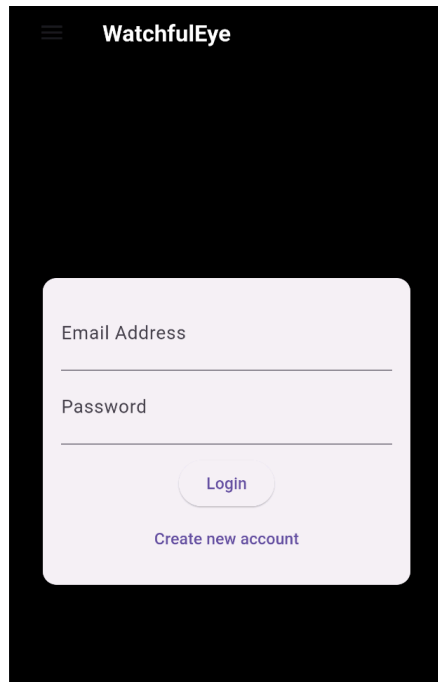 WatchfulEye
Email Address
Password
Login
Create new account